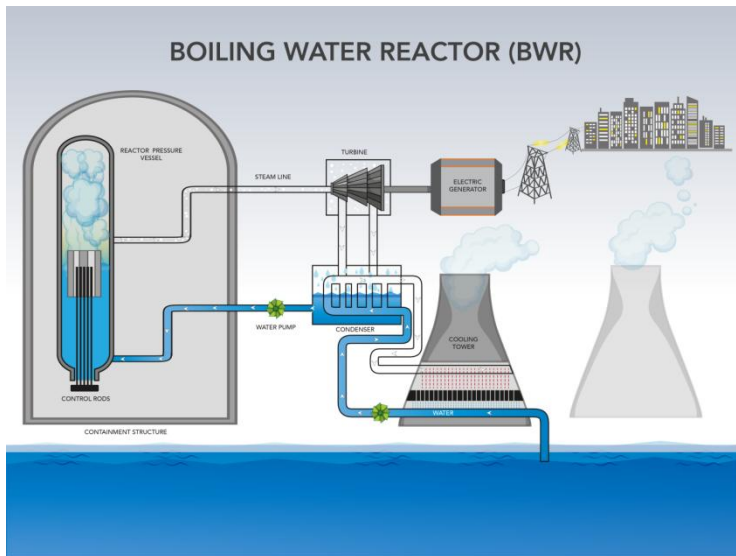 BOILING WATER REACTOR (BWR)
REACTOR PRESSURE
VESSEL
TURBINE
STEAM LINE
ELECTRIC
GENERATOR
WATER PUMP
CONDENSER
COOLING
TOWER
CONTROL RODS
WATER
CONTAINMENT STRUCTURE